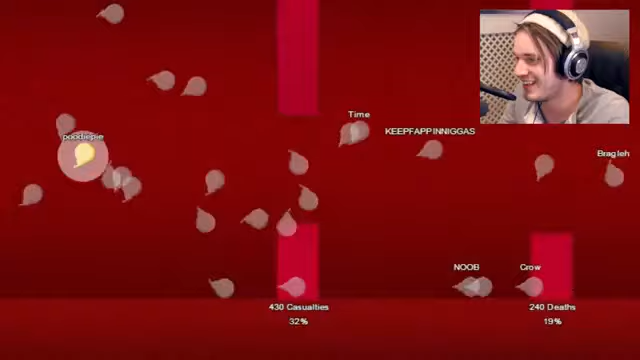 Time
poodiepie
KEEPFAPPINNIGGAS
Bragleh
NOOB
Crow
430 Casualties
240 Deaths
32%
19%